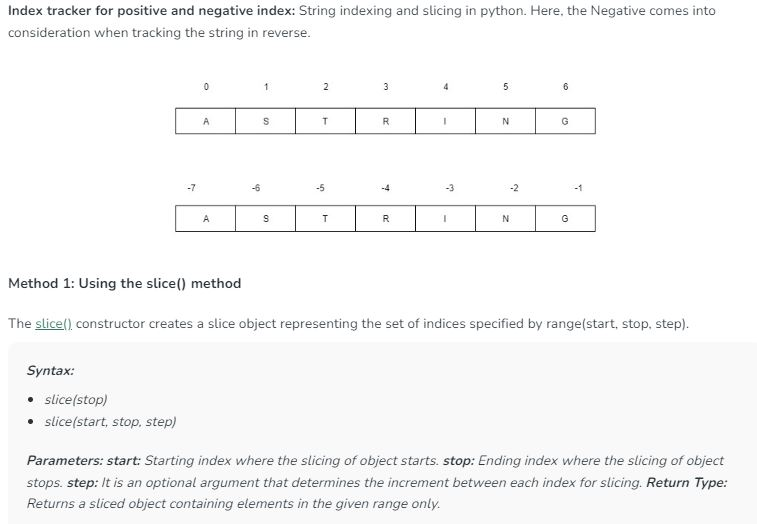 Index tracker for positive and negative index: String indexing and slicing in python. Here, the Negative comes into
consideration when tracking the string in reverse.
0 1 2 3 4 5 6
A S T R I N G
-7 -6 -5 -4 -3 -2 -1
A S T R I N G
Method 1: Using the slice() method
The slice() constructor creates a slice object representing the set of indices specified by range(start, stop, step).
Syntax:
• slice(stop)
• slice(start, stop, step)
Parameters: start: Starting index where the slicing of object starts. stop: Ending index where the slicing of object
stops. step: It is an optional argument that determines the increment between each index for slicing. Return Type:
Returns a sliced object containing elements in the given range only.